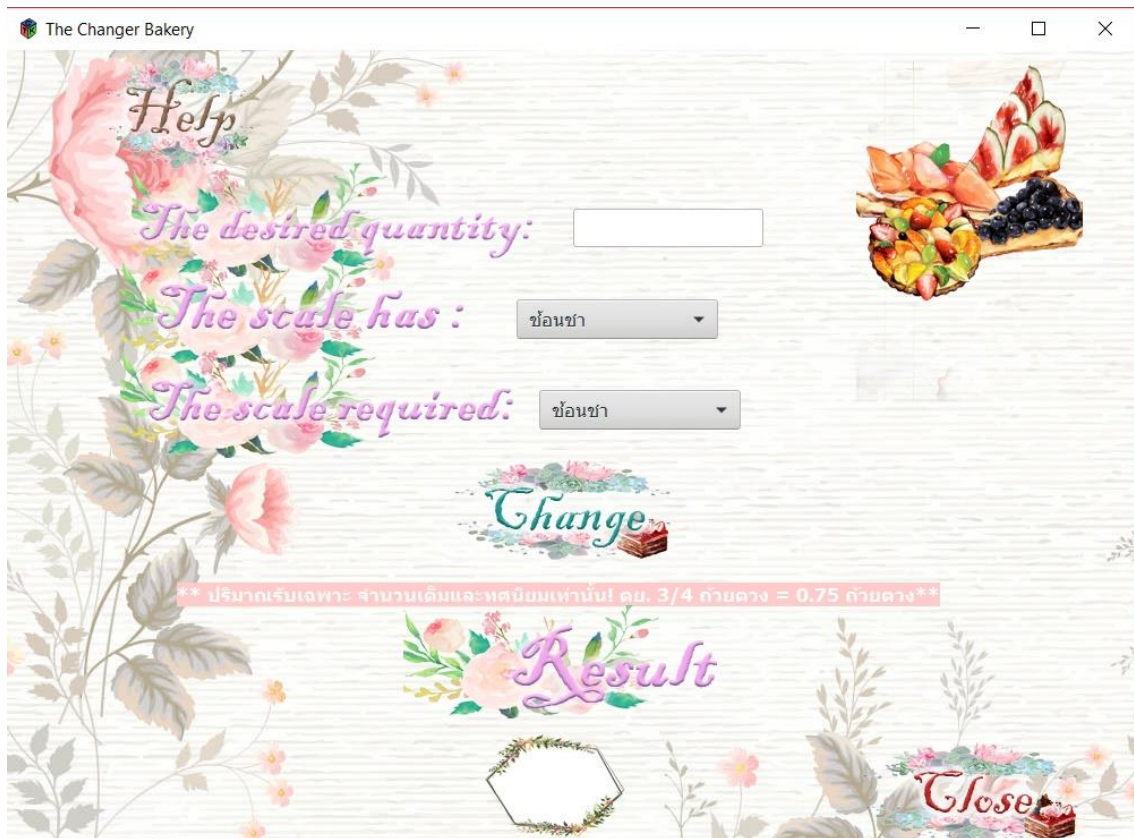 The Changer Bakery
Help
The desired quantity:
The scale has :
ช้อนชา
The scale required:
ช้อนชา
Change
** ปริมาณรับเฉพาะ จำนวนเต็มและทศนิยมเท่านั้น! ตย. 3/4 ถ้วยตวง = 0.75 ถ้วยตวง**
Result
Close